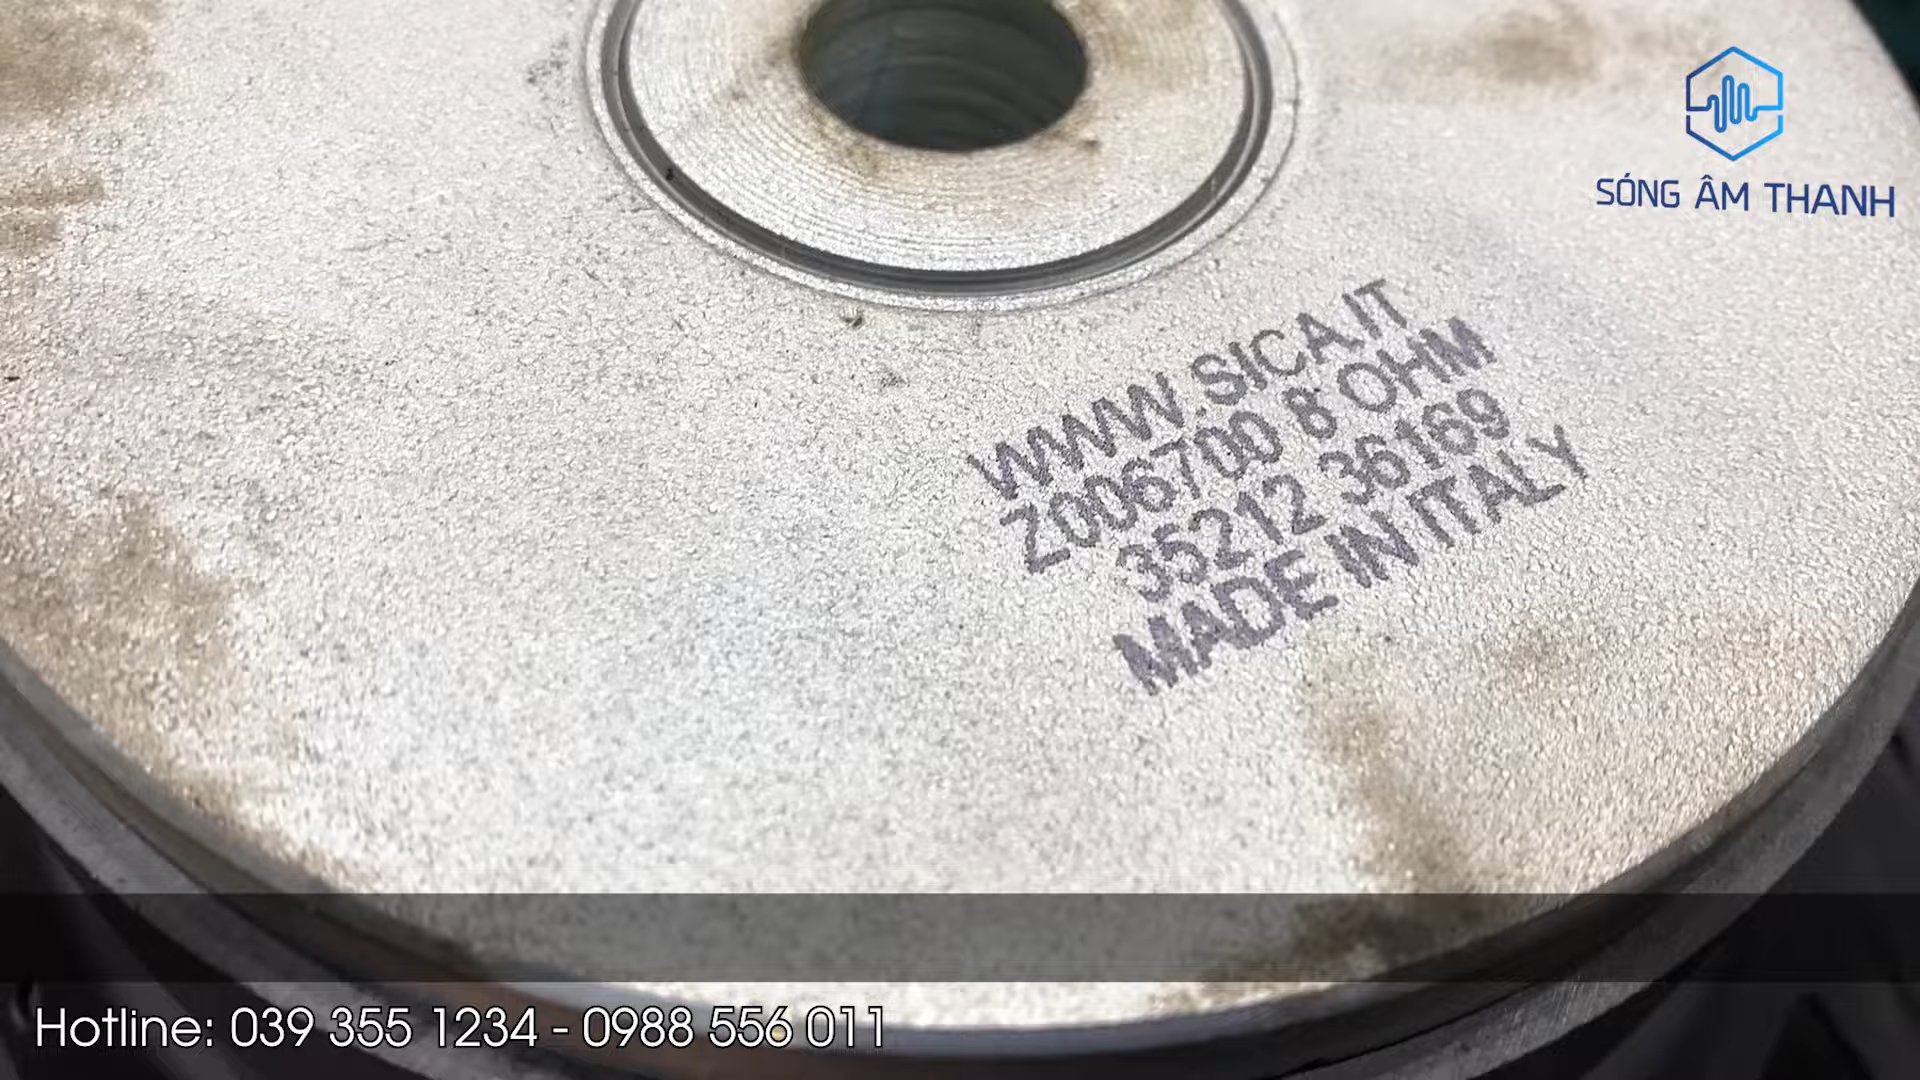 SÓNG ÂM THANH
WWW.SICA.IT
Z006700 8 OHM
35212 36169
MADE IN ITALY
Hotline: 039 355 1234 - 0988 556 011